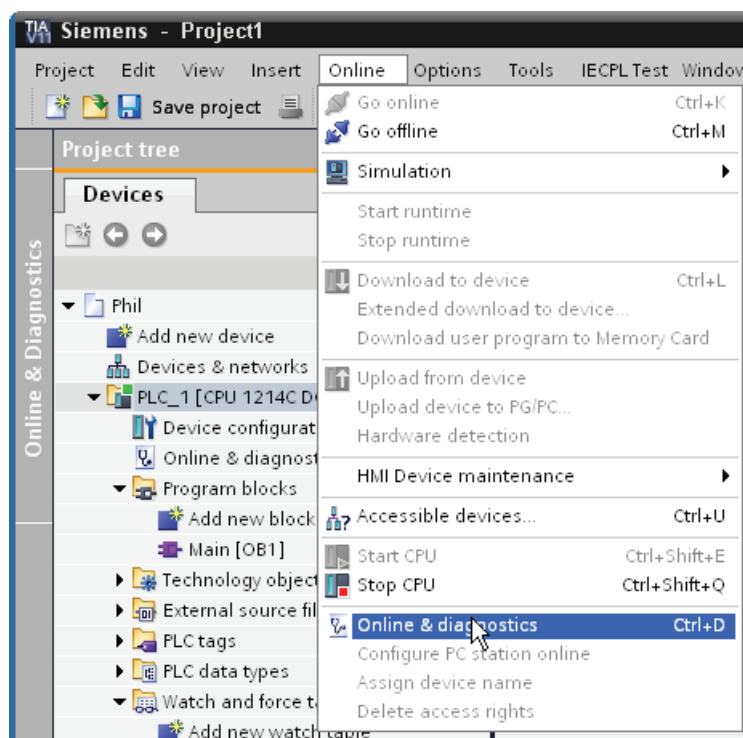 TIA V11 Siemens - Project1
Project Edit View Insert Online Options Tools IECPL Test Window
Save project
Project tree
Devices
Online & Diagnostics
Phil
Add new device
Devices & networks
PLC_1 [CPU 1214C D
Device configurat
Online & diagnost
Program blocks
Add new block
Main [OB1]
Technology object
External source fil
PLC tags
PLC data types
Watch and force t
Add new watch table
Go online Ctrl+K
Go offline Ctrl+M
Simulation
Start runtime
Stop runtime
Download to device Ctrl+L
Extended download to device...
Download user program to Memory Card
Upload from device
Upload device to PG/PC...
Hardware detection
HMI Device maintenance
Accessible devices... Ctrl+U
Start CPU Ctrl+Shift+E
Stop CPU Ctrl+Shift+Q
Online & diagnostics Ctrl+D
Configure PC station online
Assign device name
Delete access rights